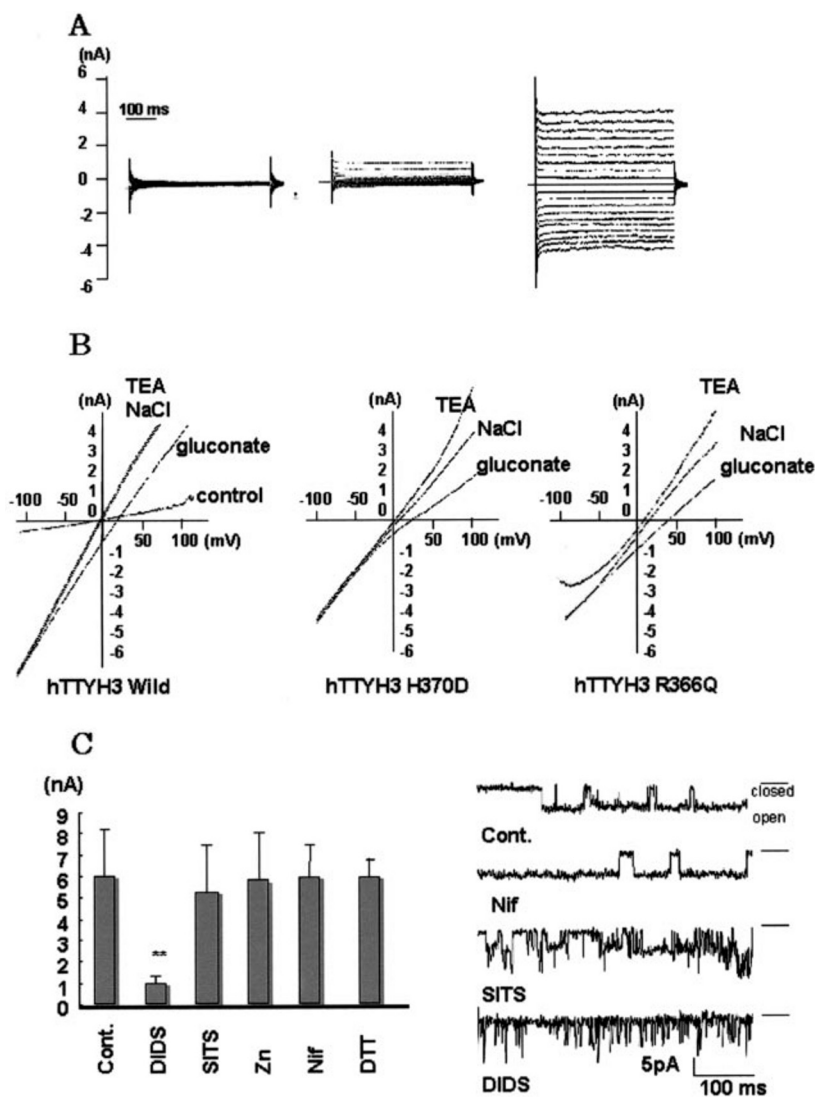 A
(nA)
6
4
2
0
-2
-4
-6
100 ms
B
(nA)
TEA
NaCl
gluconate
control
4
3
2
1
0
-100
-50
50
100 (mV)
-1
-2
-3
-4
-5
-6
hTTYH3 Wild
(nA)
TEA
NaCl
gluconate
4
3
2
1
0
-100
-50
50
100 (mV)
-1
-2
-3
-4
-5
-6
hTTYH3 H370D
(nA)
TEA
NaCl
gluconate
4
3
2
1
0
-100
-50
50
100 (mV)
-1
-2
-3
-4
-5
-6
hTTYH3 R366Q
C
(nA)
9
8
7
6
5
4
3
2
1
0
**
Cont.
DIDS
SITS
Zn
Nif
DTT
closed
open
Cont.
Nif
SITS
DIDS
5pA
100 ms